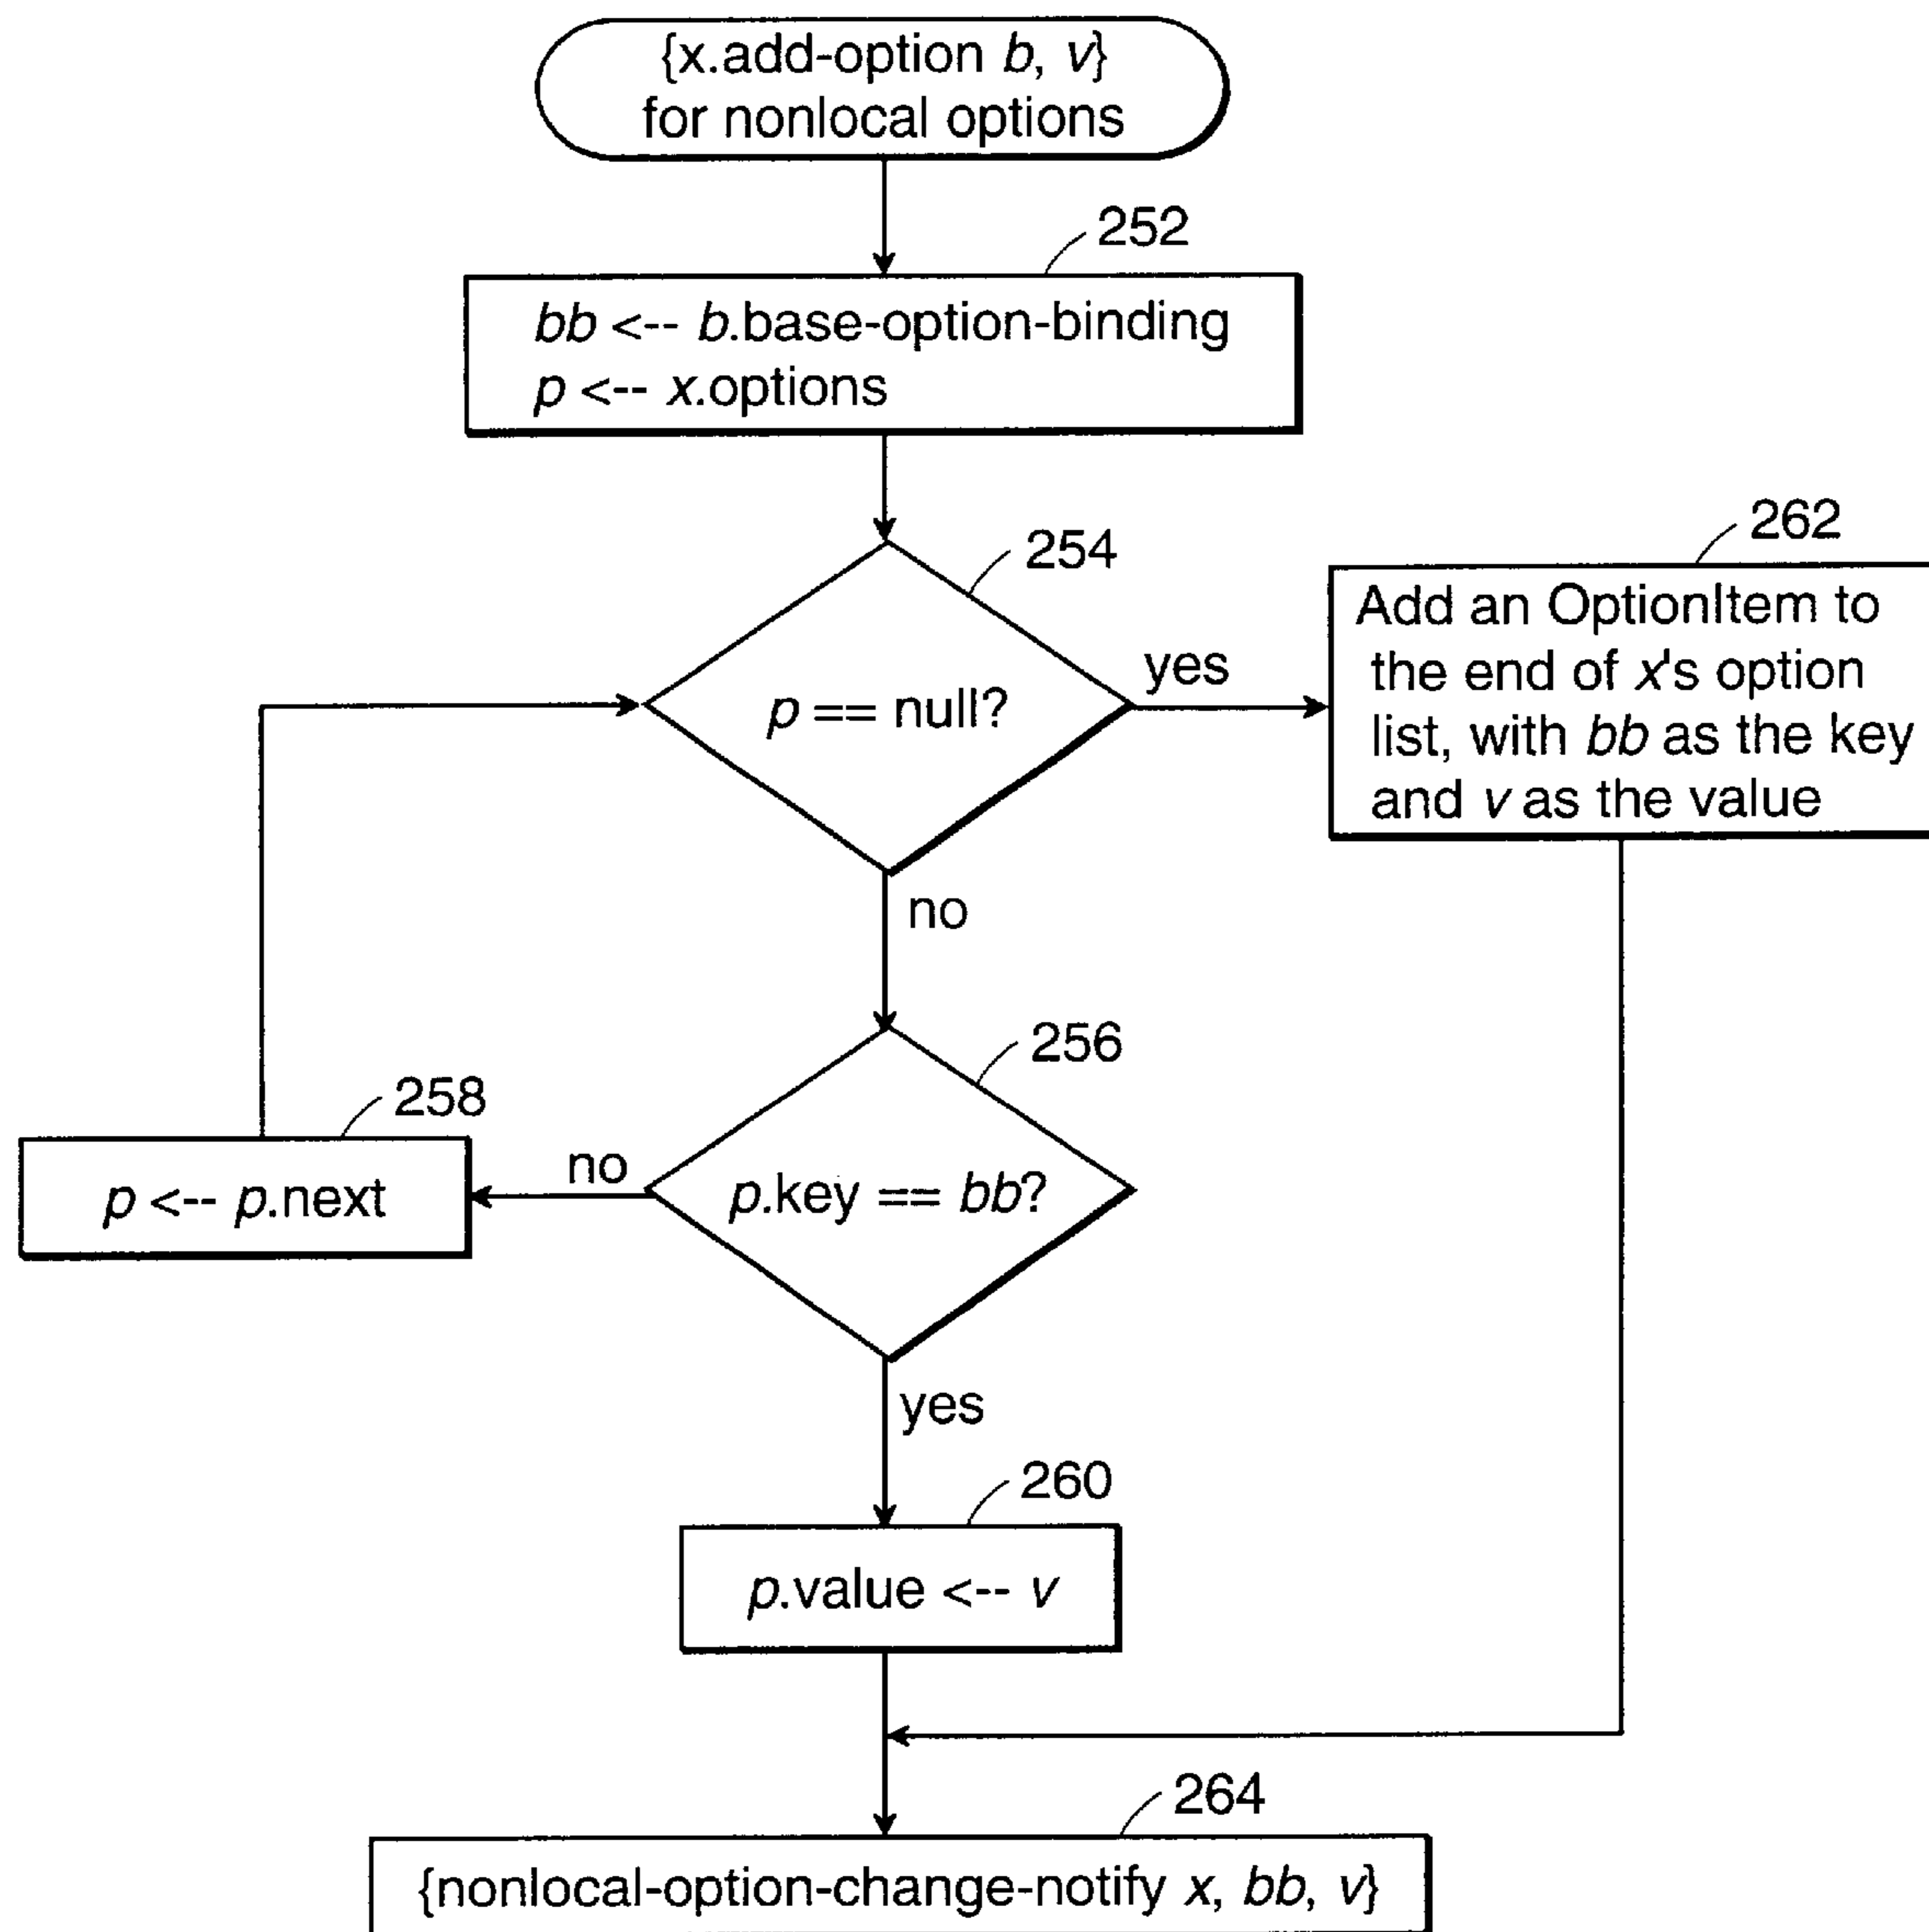 {x.add-option b, v}
for nonlocal options
252
bb <-- b.base-option-binding
p <-- x.options
254
p == null?
yes
262
Add an OptionItem to
the end of x's option
list, with bb as the key
and v as the value
no
256
p.key == bb?
no
258
p <-- p.next
yes
260
p.value <-- v
264
{nonlocal-option-change-notify x, bb, v}